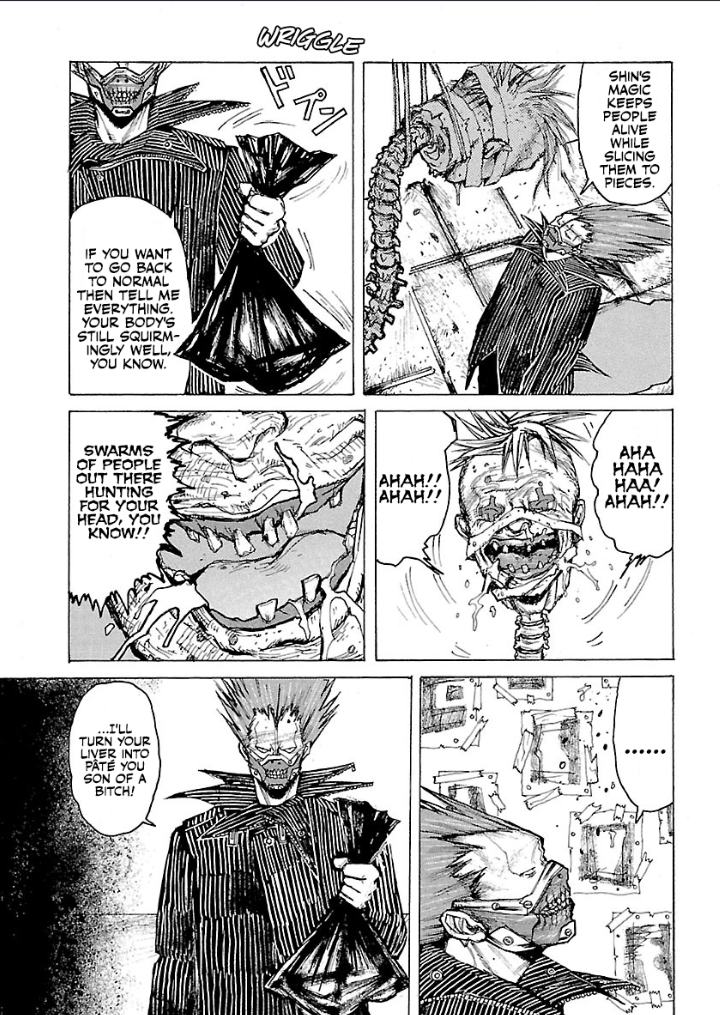 WRIGGLE
SHIN'S
MAGIC
KEEPS
PEOPLE
ALIVE
WHILE
SLICING
THEM TO
PIECES.
ドペン
IF YOU WANT
TO GO BACK
TO NORMAL
THEN TELL ME
EVERYTHING.
YOUR BODY'S
STILL SQUIRM-
INGLY WELL,
YOU KNOW.
AHA
HAHA
HAA!
AHAH!!
AHAH!!
AHAH!!
SWARMS
OF PEOPLE
OUT THERE
HUNTING
FOR YOUR
HEAD, YOU
KNOW!!
......
...I'LL
TURN YOUR
LIVER INTO
PÂTÉ YOU
SON OF A
BITCH!